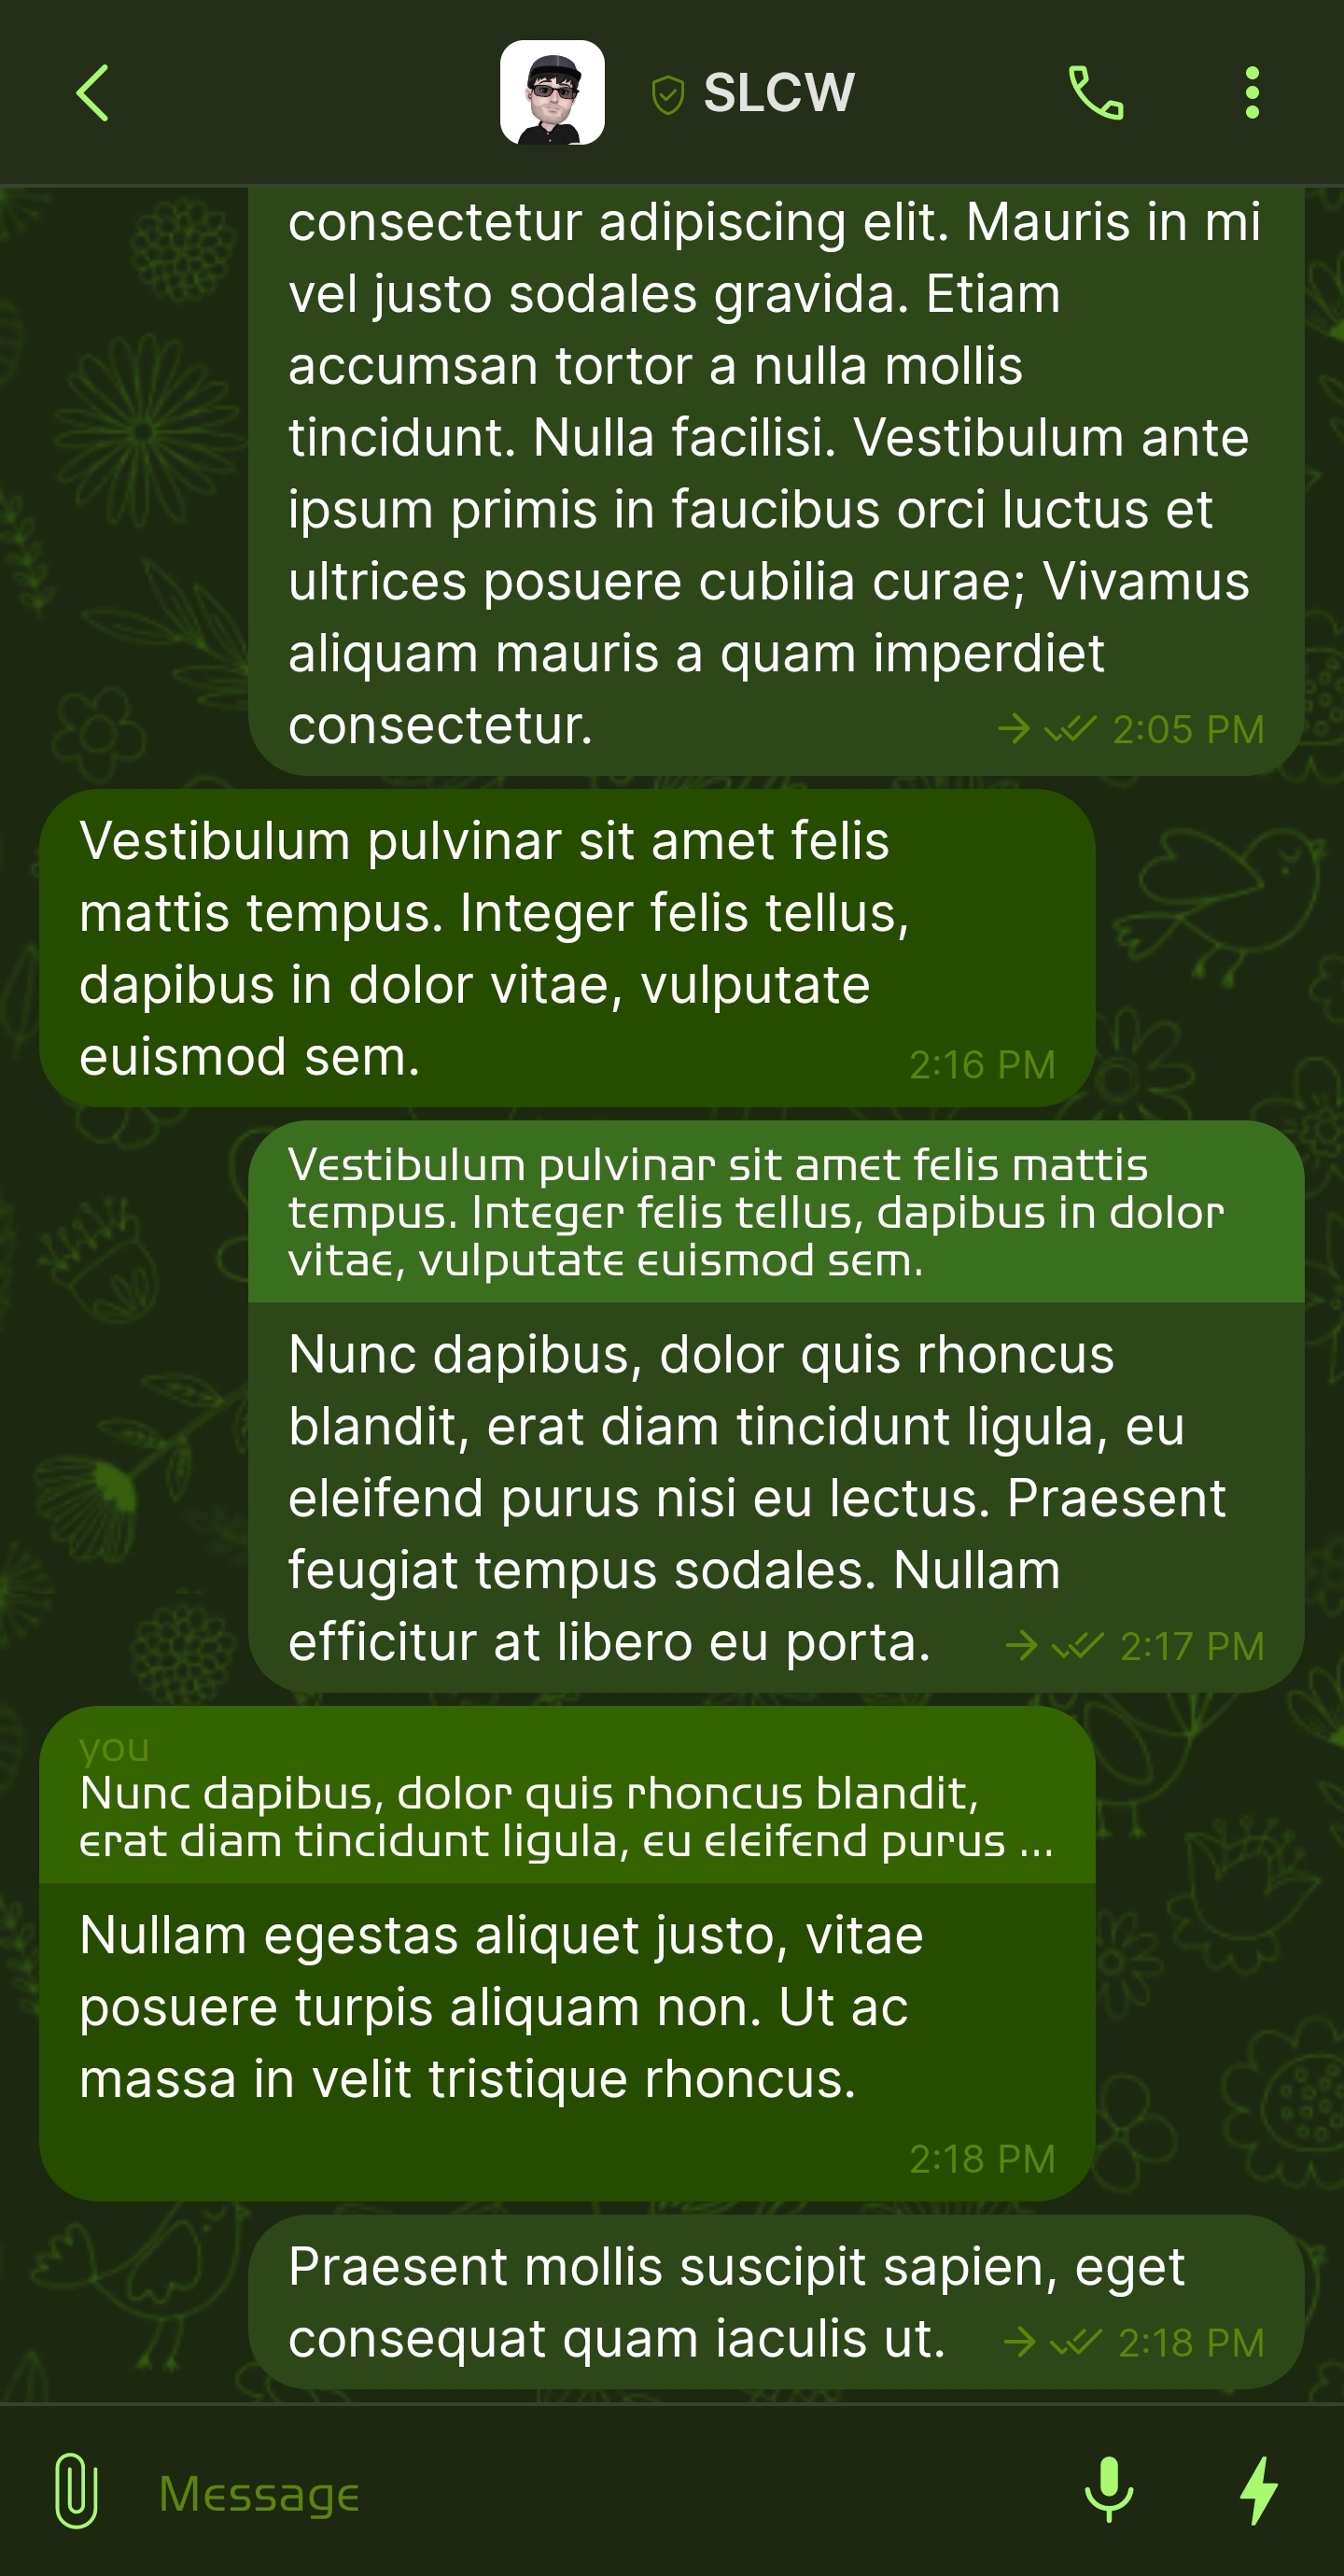 SLCW
consectetur adipiscing elit. Mauris in mi
vel justo sodales gravida. Etiam
accumsan tortor a nulla mollis
tincidunt. Nulla facilisi. Vestibulum ante
ipsum primis in faucibus orci luctus et
ultrices posuere cubilia curae; Vivamus
aliquam mauris a quam imperdiet
consectetur. 2:05 PM
Vestibulum pulvinar sit amet felis
mattis tempus. Integer felis tellus,
dapibus in dolor vitae, vulputate
euismod sem. 2:16 PM
Vestibulum pulvinar sit amet felis mattis
tempus. Integer felis tellus, dapibus in dolor
vitae, vulputate euismod sem.
Nunc dapibus, dolor quis rhoncus
blandit, erat diam tincidunt ligula, eu
eleifend purus nisi eu lectus. Praesent
feugiat tempus sodales. Nullam
efficitur at libero eu porta. 2:17 PM
you
Nunc dapibus, dolor quis rhoncus blandit,
erat diam tincidunt ligula, eu eleifend purus ...
Nullam egestas aliquet justo, vitae
posuere turpis aliquam non. Ut ac
massa in velit tristique rhoncus.
2:18 PM
Praesent mollis suscipit sapien, eget
consequat quam iaculis ut. 2:18 PM
Message